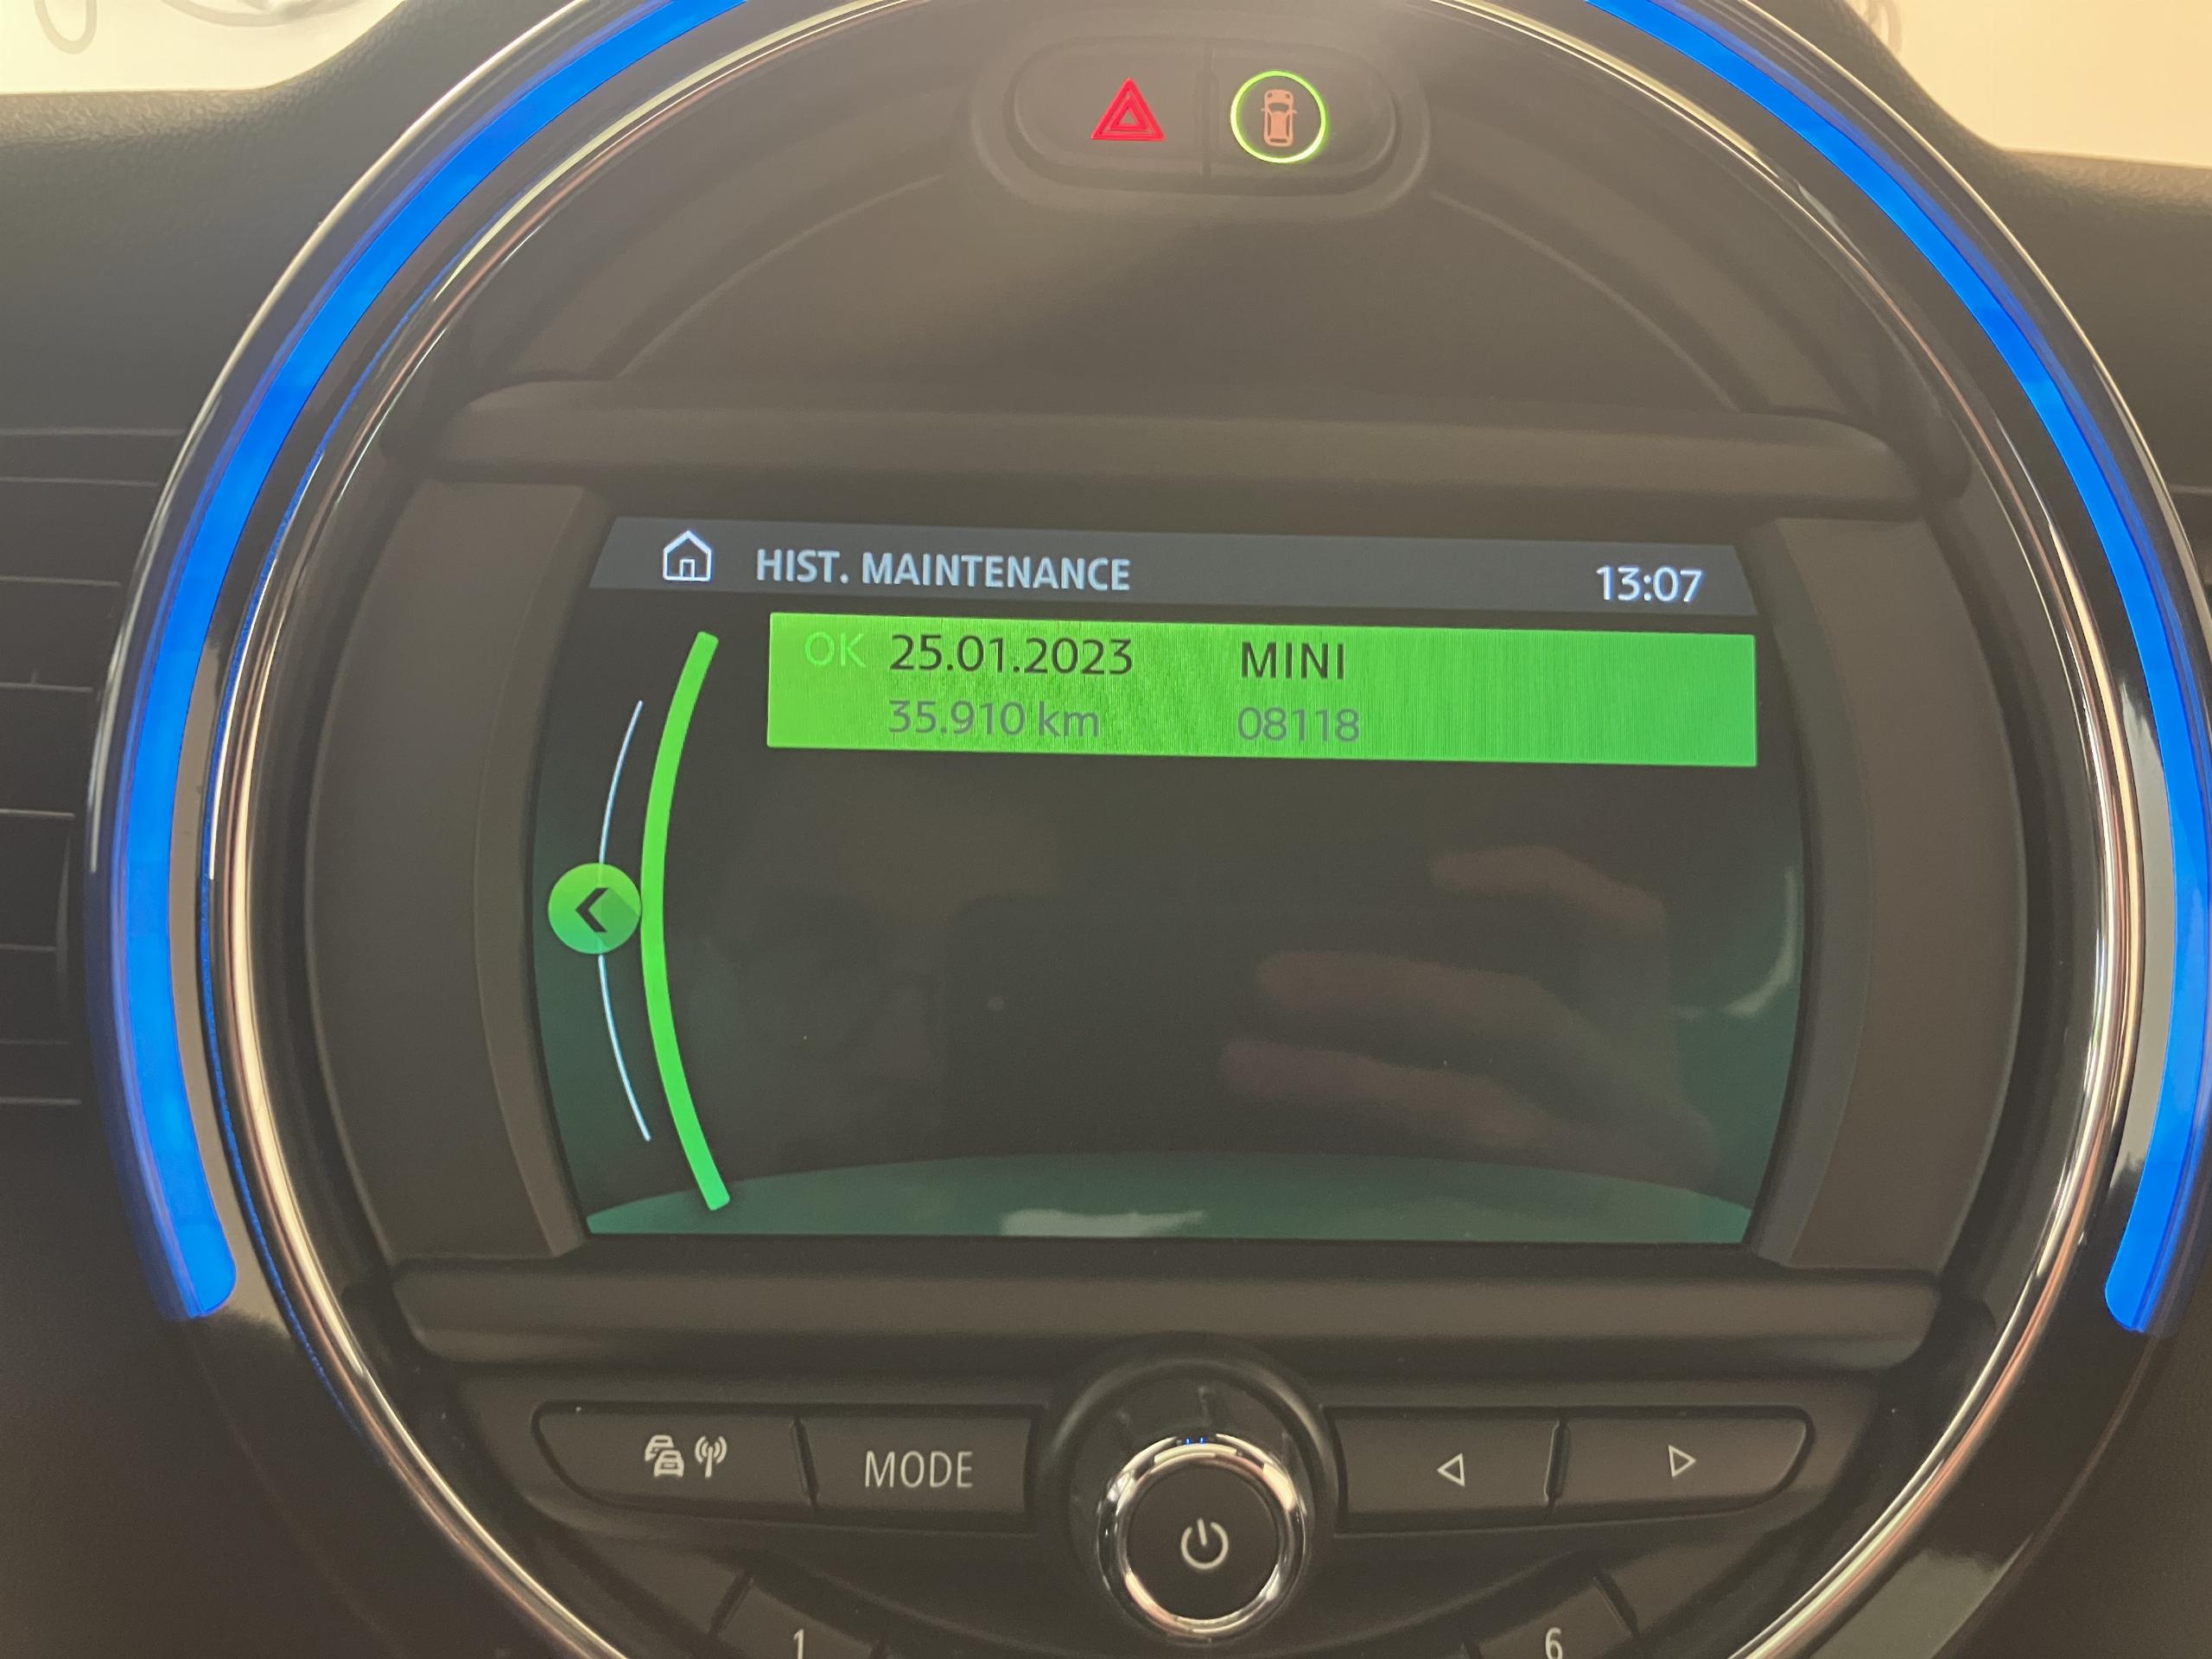 HIST. MAINTENANCE 13:07
OK 25.01.2023 MINI
35.910 km 08118
MODE
1 6